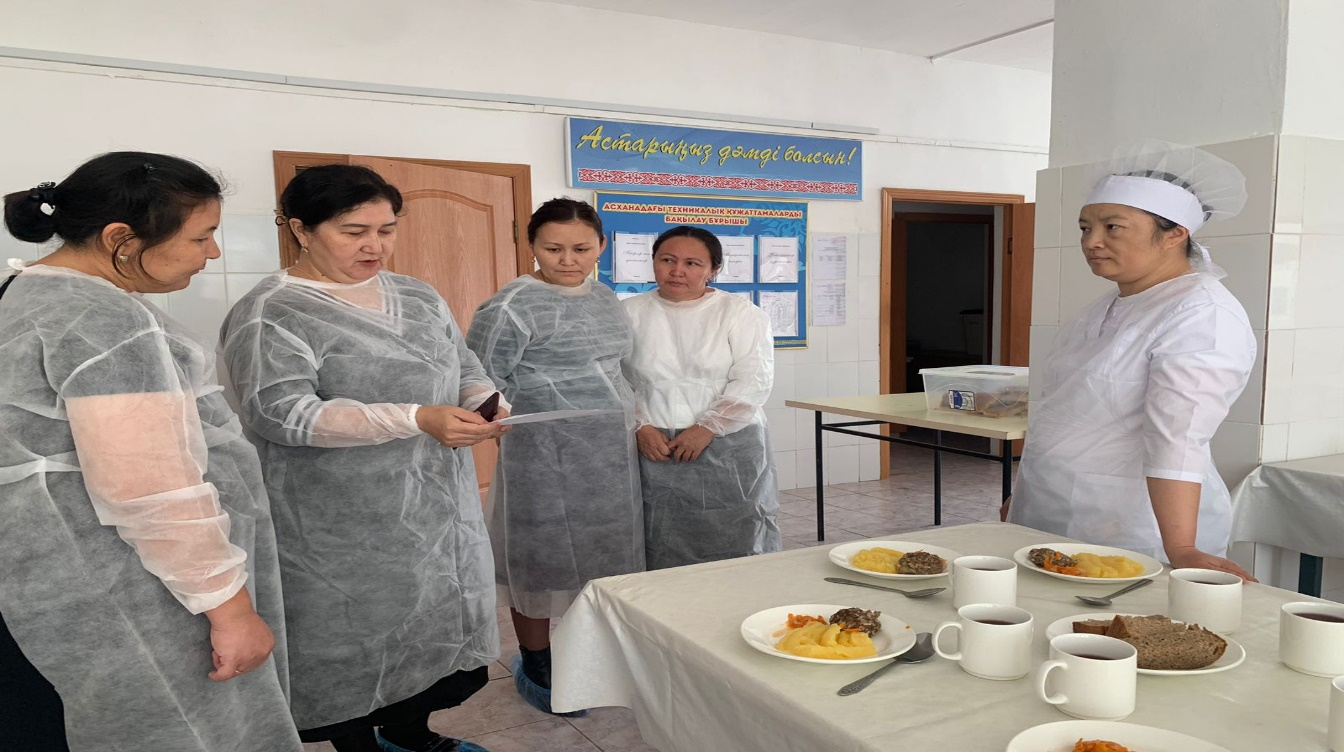 Астарыңыз дәмді болсын!
АСХАНАДАҒЫ ТЕХНИКАЛЫҚ ҚҰЖАТТАМАЛАРДЫ
БАҚЫЛАУ БҰРЫШЫ